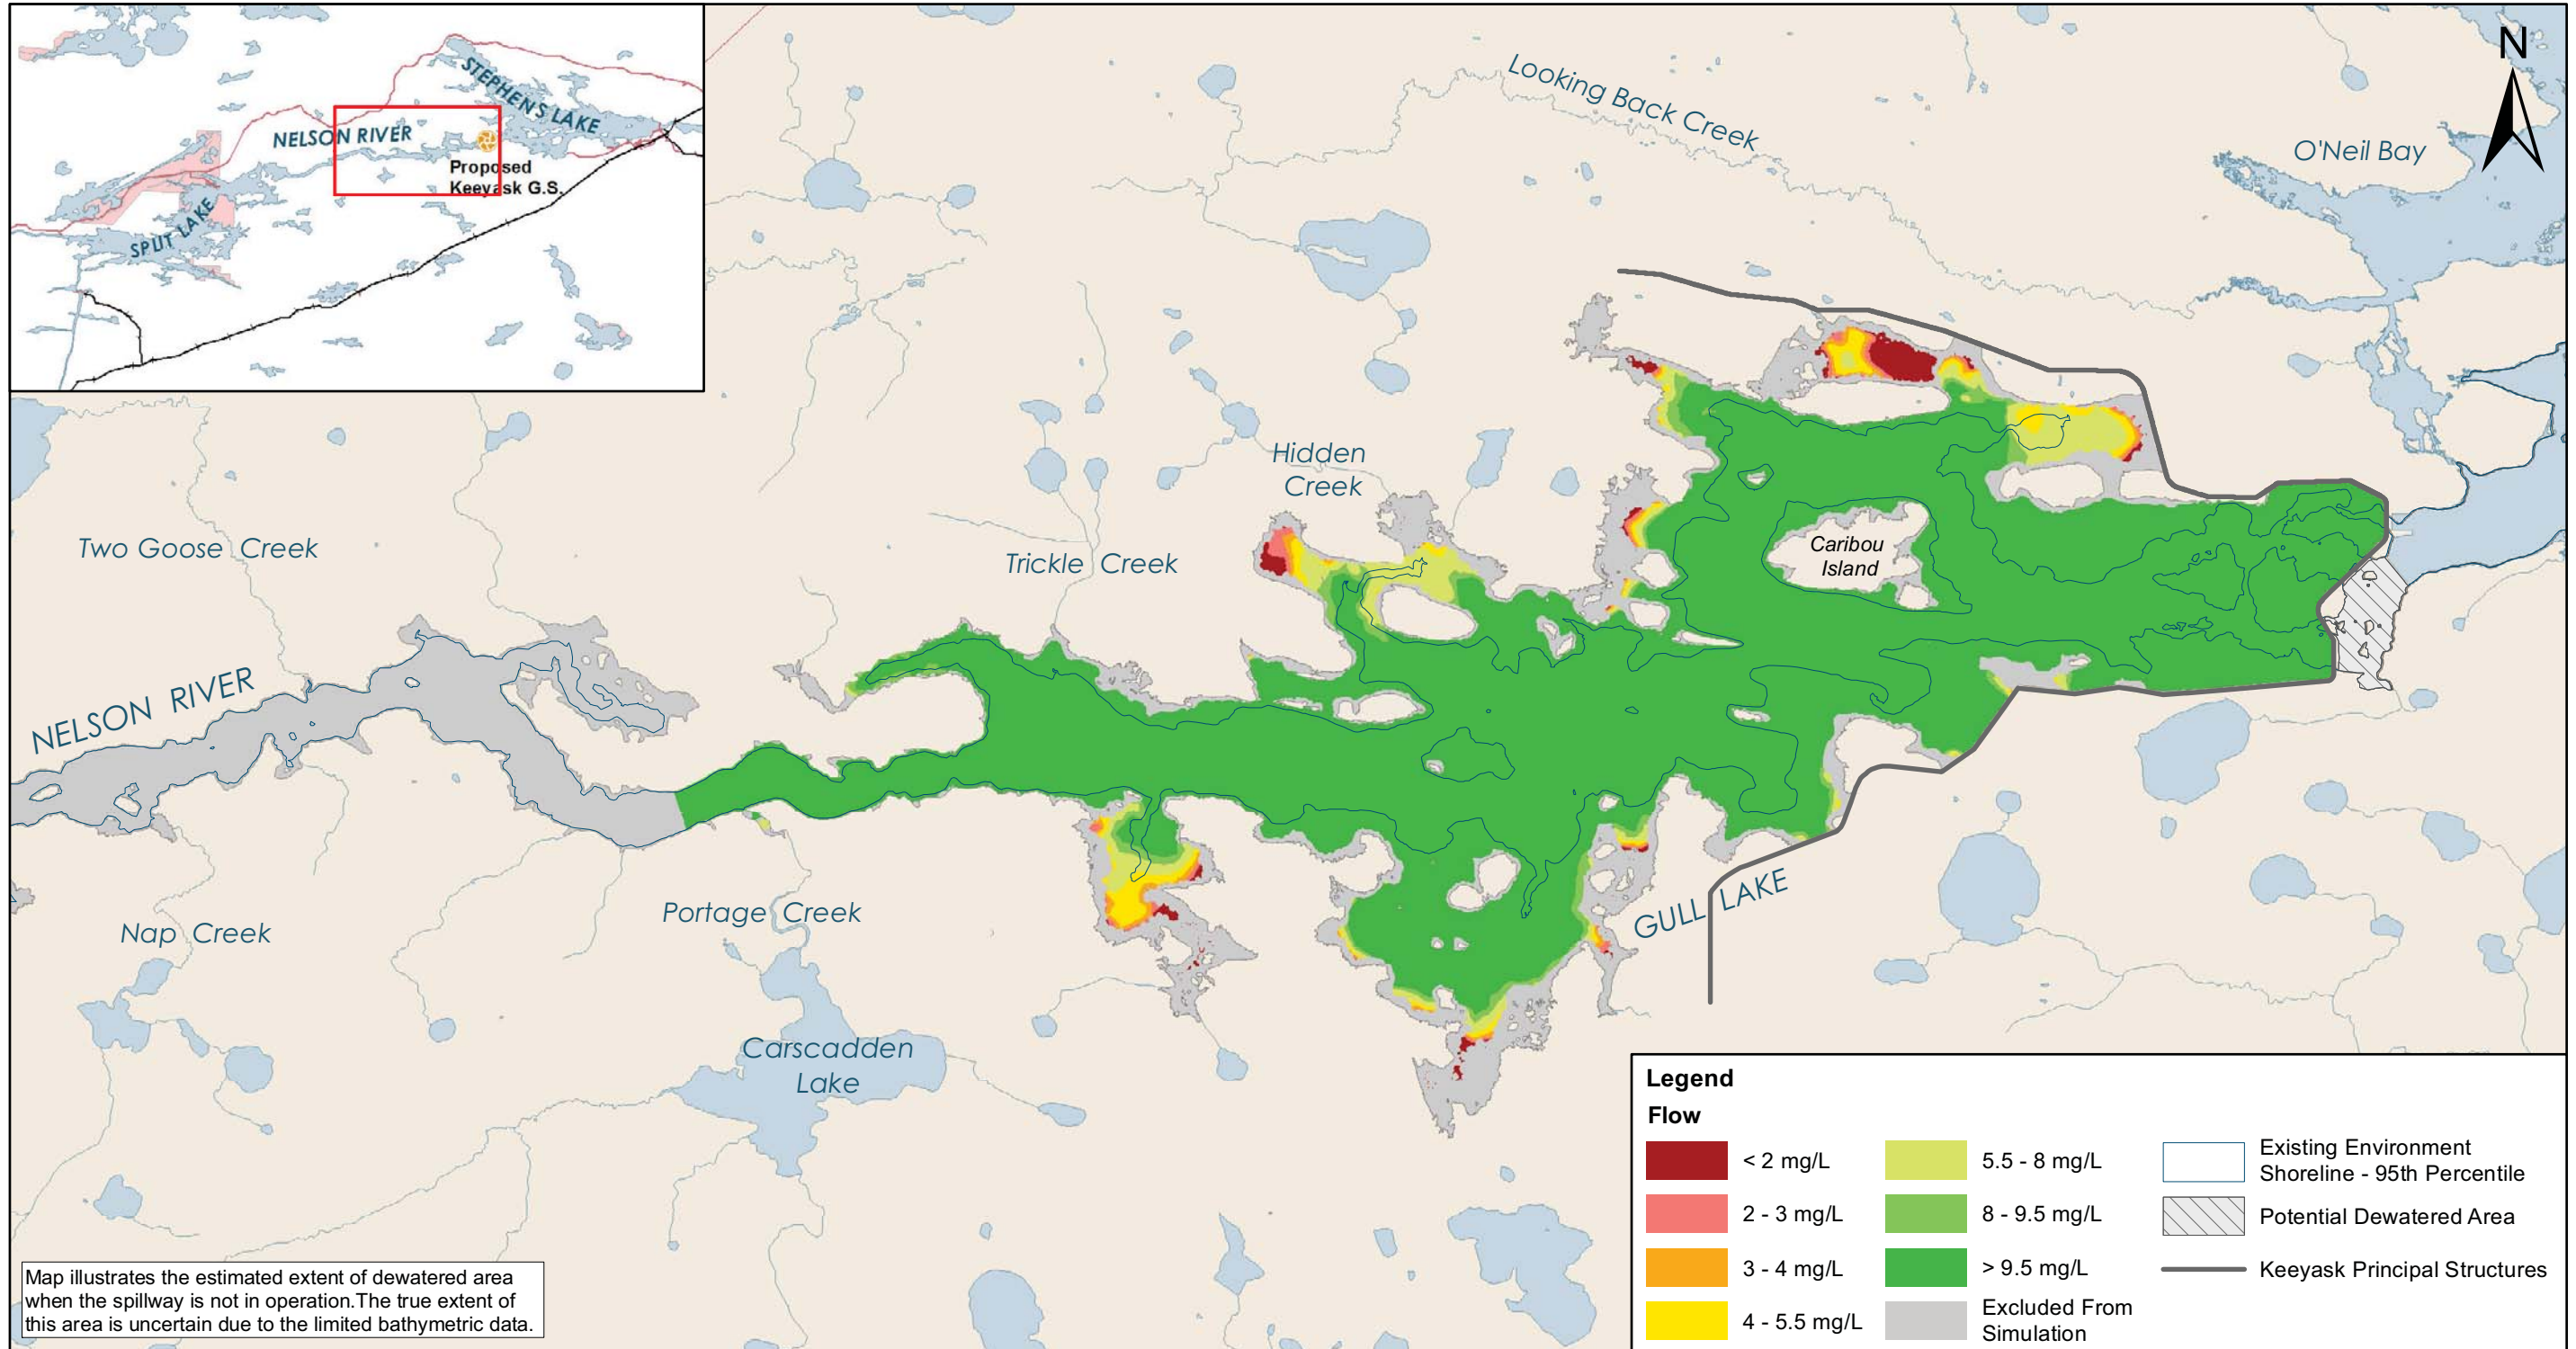 STEPHENS LAKE
NELSON RIVER
Proposed
Keeyask G.S.
SPLIT LAKE
N
Looking Back Creek
O'Neil Bay
Hidden
Creek
Two Goose Creek
Trickle Creek
Caribou
Island
NELSON RIVER
Portage Creek
Nap Creek
GULL LAKE
Carscadden
Lake
Map illustrates the estimated extent of dewatered area
when the spillway is not in operation.The true extent of
this area is uncertain due to the limited bathymetric data.
Legend
Flow
< 2 mg/L
2 - 3 mg/L
3 - 4 mg/L
4 - 5.5 mg/L
5.5 - 8 mg/L
8 - 9.5 mg/L
> 9.5 mg/L
Excluded From
Simulation
Existing Environment
Shoreline - 95th Percentile
Potential Dewatered Area
Keeyask Principal Structures